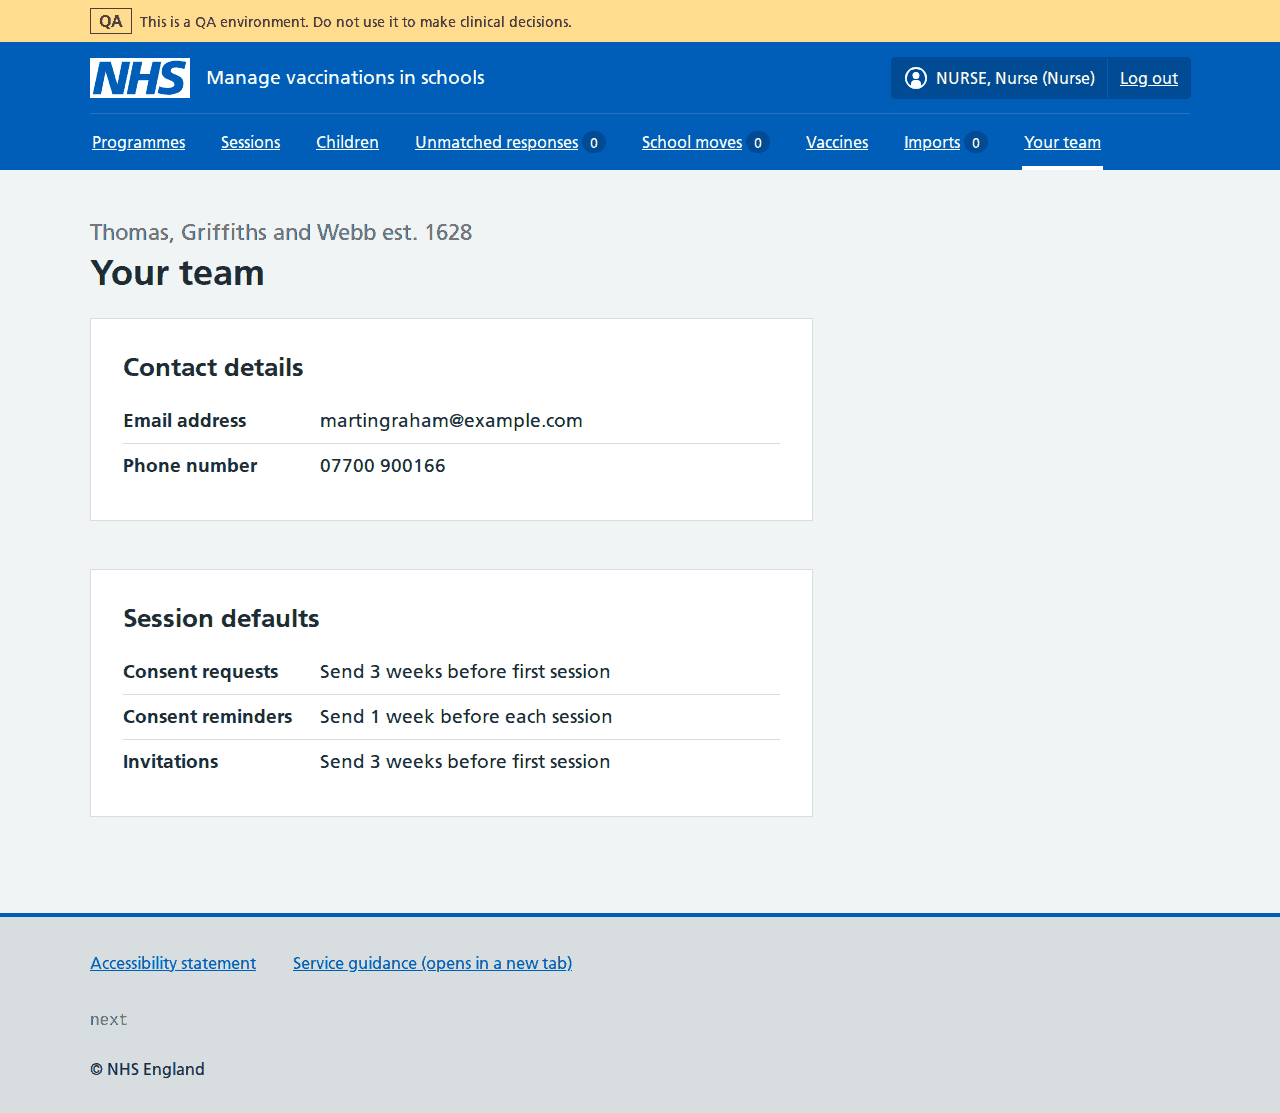 QA This is a QA environment. Do not use it to make clinical decisions.
NHS Manage vaccinations in schools NURSE, Nurse (Nurse) Log out
Programmes Sessions Children Unmatched responses 0 School moves 0 Vaccines Imports 0 Your team
Thomas, Griffiths and Webb est. 1628
Your team
Contact details
Email address martingraham@example.com
Phone number 07700 900166
Session defaults
Consent requests Send 3 weeks before first session
Consent reminders Send 1 week before each session
Invitations Send 3 weeks before first session
Accessibility statement Service guidance (opens in a new tab)
next
© NHS England